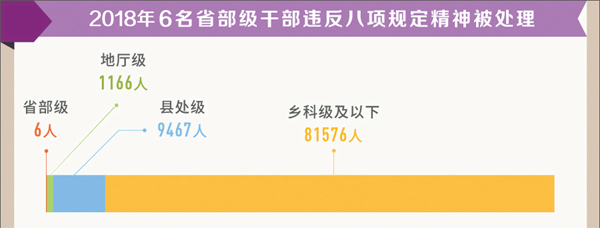 2018年6名省部级干部违反八项规定精神被处理
地厅级
1166人
省部级
6人
县处级
9467人
乡科级及以下
81576人